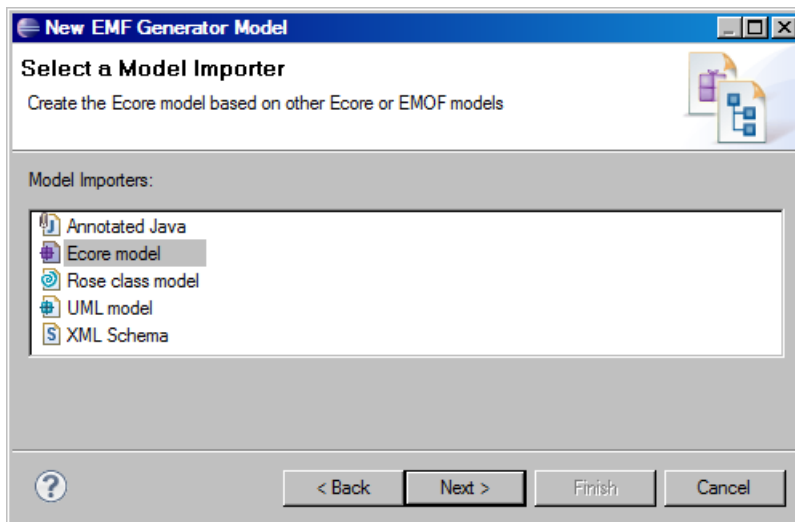 New EMF Generator Model
Select a Model Importer
Create the Ecore model based on other Ecore or EMOF models
Model Importers:
Annotated Java
Ecore model
Rose class model
UML model
XML Schema
< Back Next > Finish Cancel